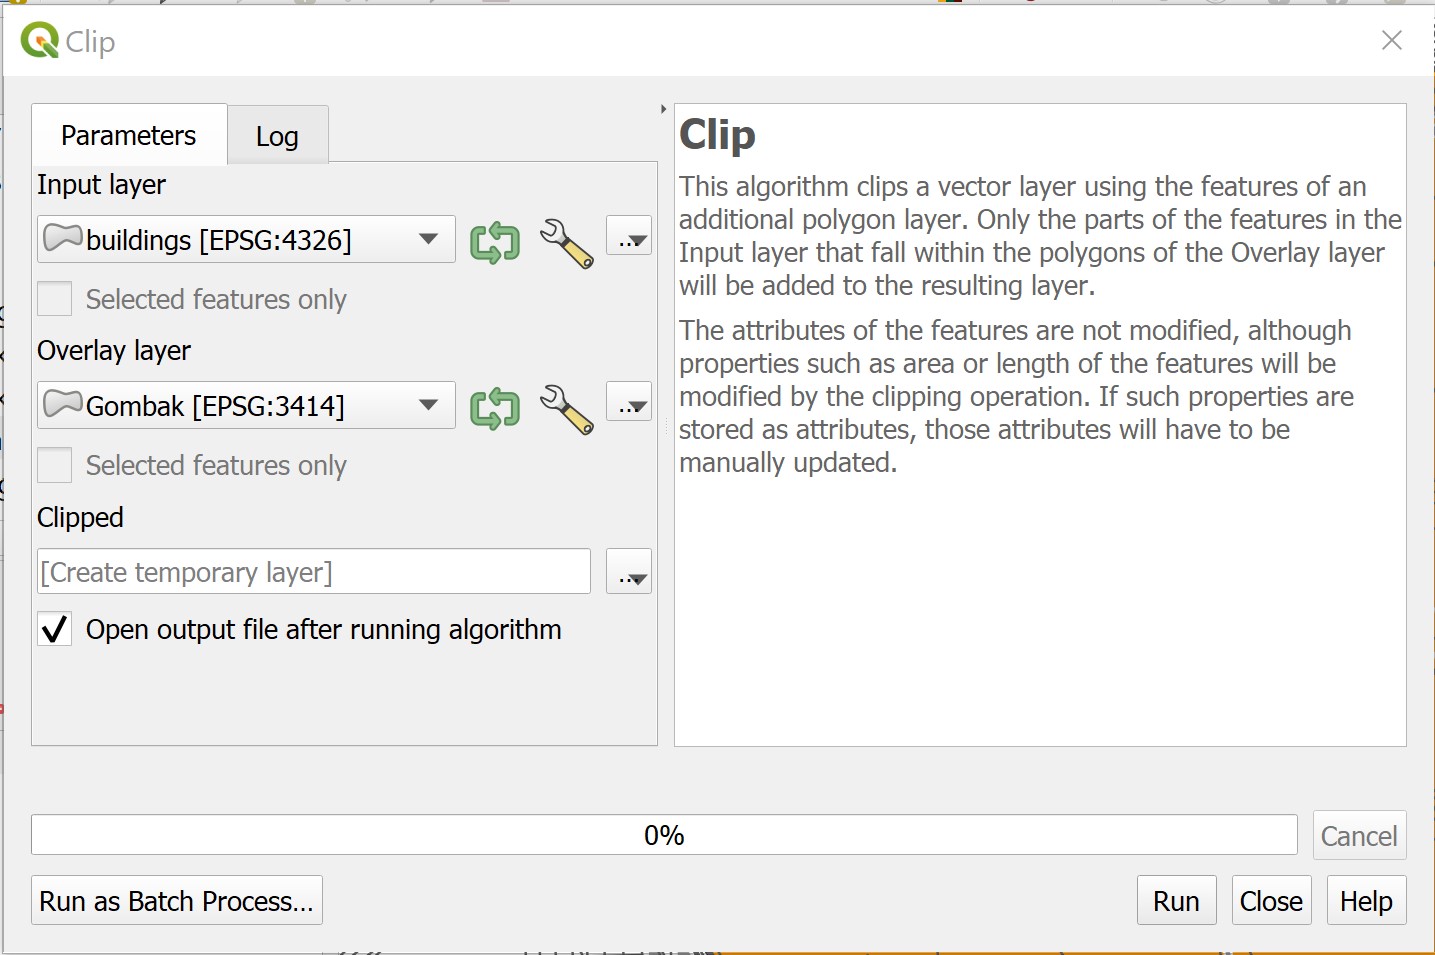 Clip
Parameters
Log
Input layer
buildings [EPSG:4326]
...
Selected features only
Overlay layer
Gombak [EPSG:3414]
...
Selected features only
Clipped
[Create temporary layer]
...
Open output file after running algorithm
Clip
This algorithm clips a vector layer using the features of an
additional polygon layer. Only the parts of the features in the
Input layer that fall within the polygons of the Overlay layer
will be added to the resulting layer.
The attributes of the features are not modified, although
properties such as area or length of the features will be
modified by the clipping operation. If such properties are
stored as attributes, those attributes will have to be
manually updated.
0%
Cancel
Run as Batch Process...
Run
Close
Help